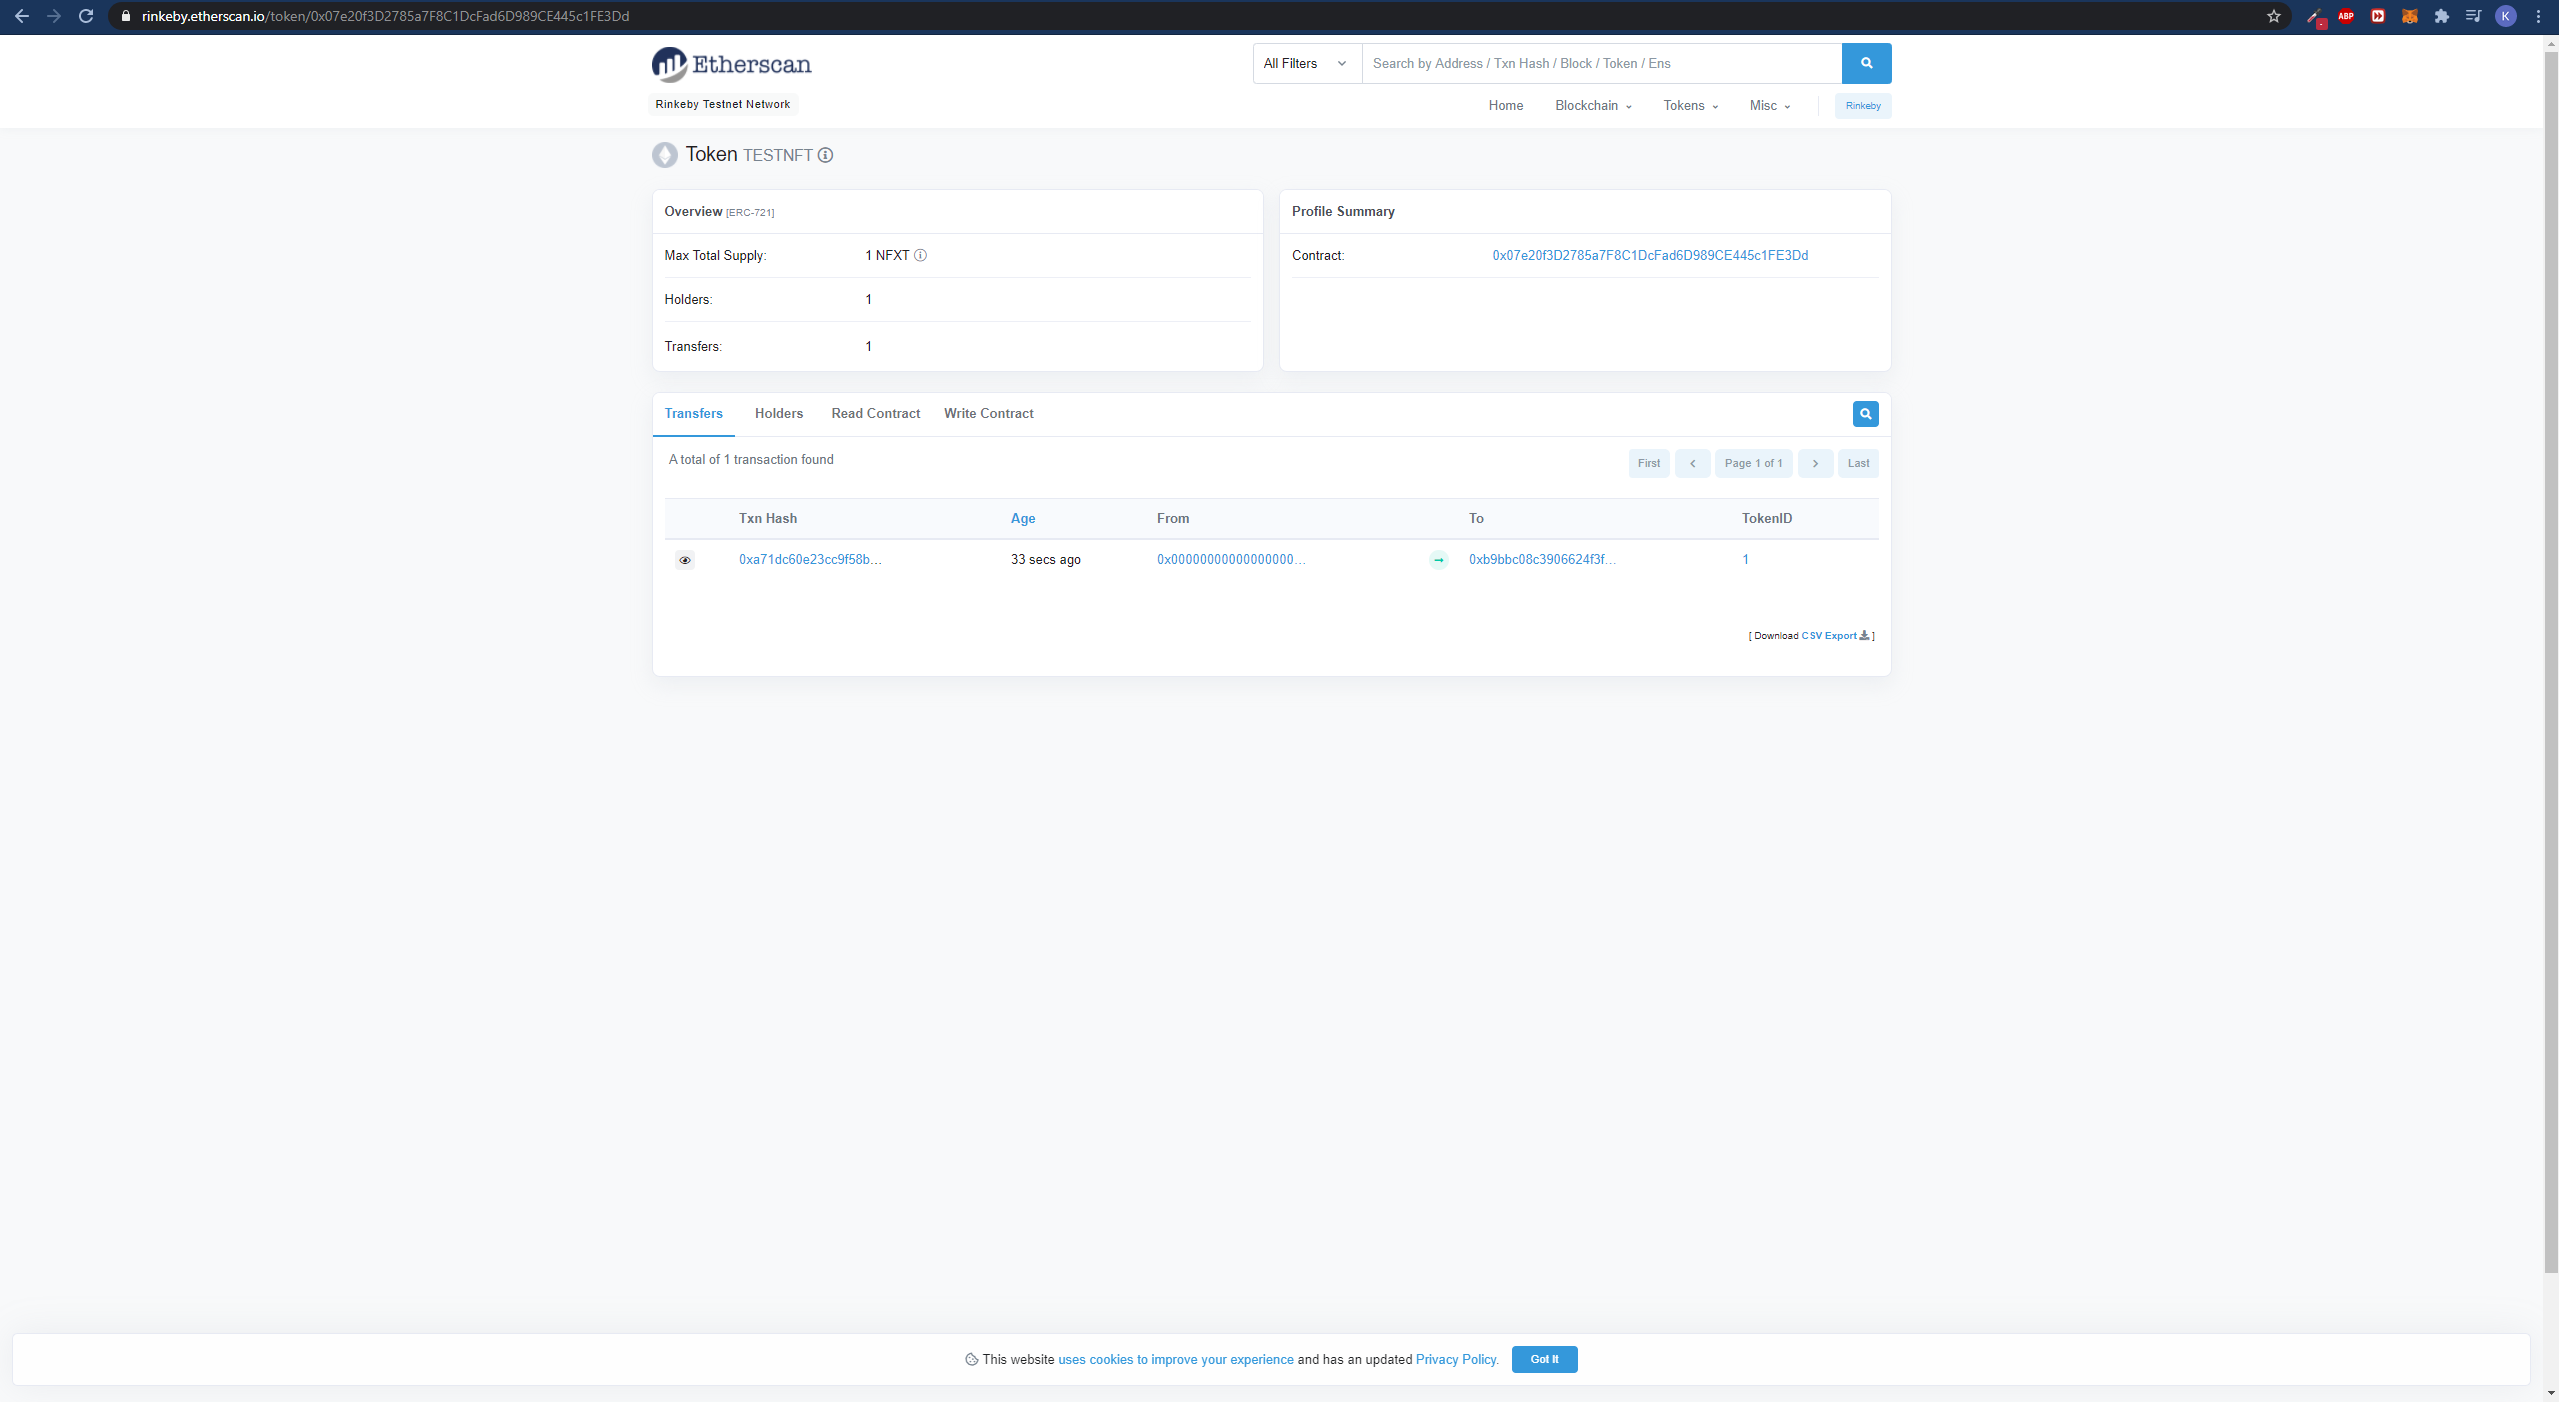 rinkeby.etherscan.io/token/0x07e20f3D2785a7F8C1DcFad6D989CE445c1FE3Dd
ABP
K
Etherscan
All Filters
Search by Address / Txn Hash / Block / Token / Ens
Rinkeby Testnet Network
Home Blockchain Tokens Misc Rinkeby
Token TESTNFT
Overview [ERC-721]
Max Total Supply: 1 NFXT
Holders: 1
Transfers: 1
Profile Summary
Contract: 0x07e20f3D2785a7F8C1DcFad6D989CE445c1FE3Dd
Transfers Holders Read Contract Write Contract
A total of 1 transaction found
First Page 1 of 1 Last
Txn Hash Age From To TokenID
0xa71dc60e23cc9f58b... 33 secs ago 0x00000000000000000... 0xb9bbc08c3906624f3f... 1
[ Download CSV Export ]
This website uses cookies to improve your experience and has an updated Privacy Policy. Got It